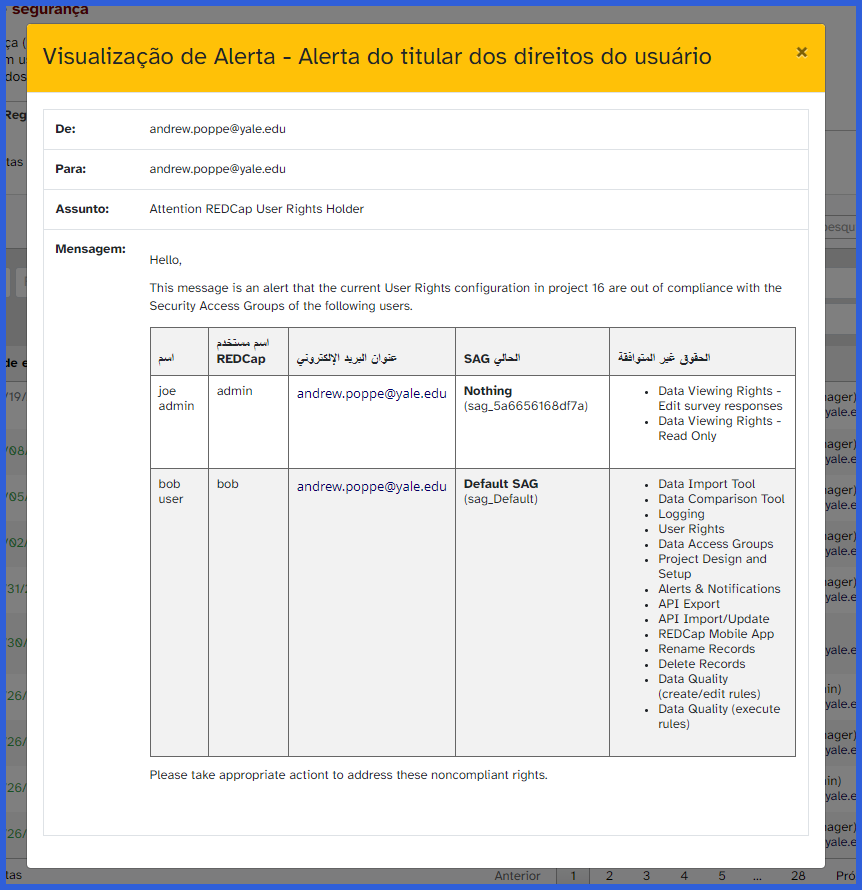 segurança
Visualização de Alerta - Alerta do titular dos direitos do usuário
×
De: andrew.poppe@yale.edu
Para: andrew.poppe@yale.edu
Assunto: Attention REDCap User Rights Holder
Mensagem:
Hello,
This message is an alert that the current User Rights configuration in project 16 are out of compliance with the
Security Access Groups of the following users.
اسم
اسم مستخدم
REDCap
عنوان البريد الإلكتروني
SAG الحالي
الحقوق غير المتوافقة
joe
admin
admin
andrew.poppe@yale.edu
Nothing
(sag_5a6656168df7a)
• Data Viewing Rights -
Edit survey responses
• Data Viewing Rights -
Read Only
bob
user
bob
andrew.poppe@yale.edu
Default SAG
(sag_Default)
• Data Import Tool
• Data Comparison Tool
• Logging
• User Rights
• Data Access Groups
• Project Design and
Setup
• Alerts & Notifications
• API Export
• API Import/Update
• REDCap Mobile App
• Rename Records
• Delete Records
• Data Quality
(create/edit rules)
• Data Quality (execute
rules)
Please take appropriate actiont to address these noncompliant rights.
Anterior 1 2 3 4 5 ... 28